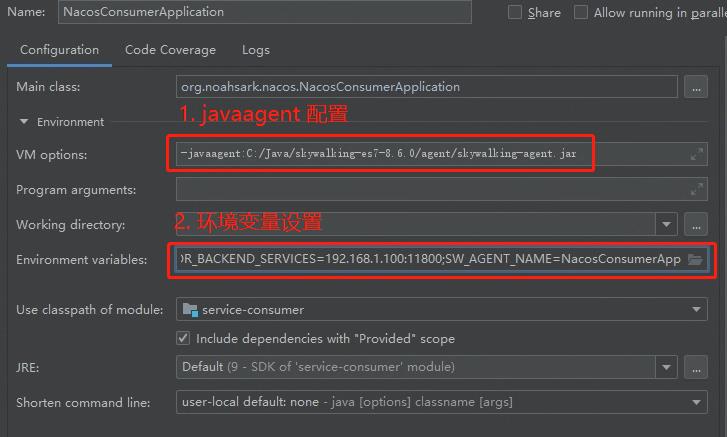 Name: NacosConsumerApplication Share Allow running in paralle
Configuration Code Coverage Logs
Main class: org.noahsark.nacos.NacosConsumerApplication ...
1. javaagent 配置
Environment
VM options: -javaagent:C:/Java/skywalking-es7-8.6.0/agent/skywalking-agent.jar
Program arguments:
2. 环境变量设置
Working directory: ...
Environment variables: OR_BACKEND_SERVICES=192.168.1.100:11800;SW_AGENT_NAME=NacosConsumerApp
Use classpath of module: service-consumer
Include dependencies with "Provided" scope
JRE: Default (9 - SDK of 'service-consumer' module) ...
Shorten command line: user-local default: none - java [options] classname [args]